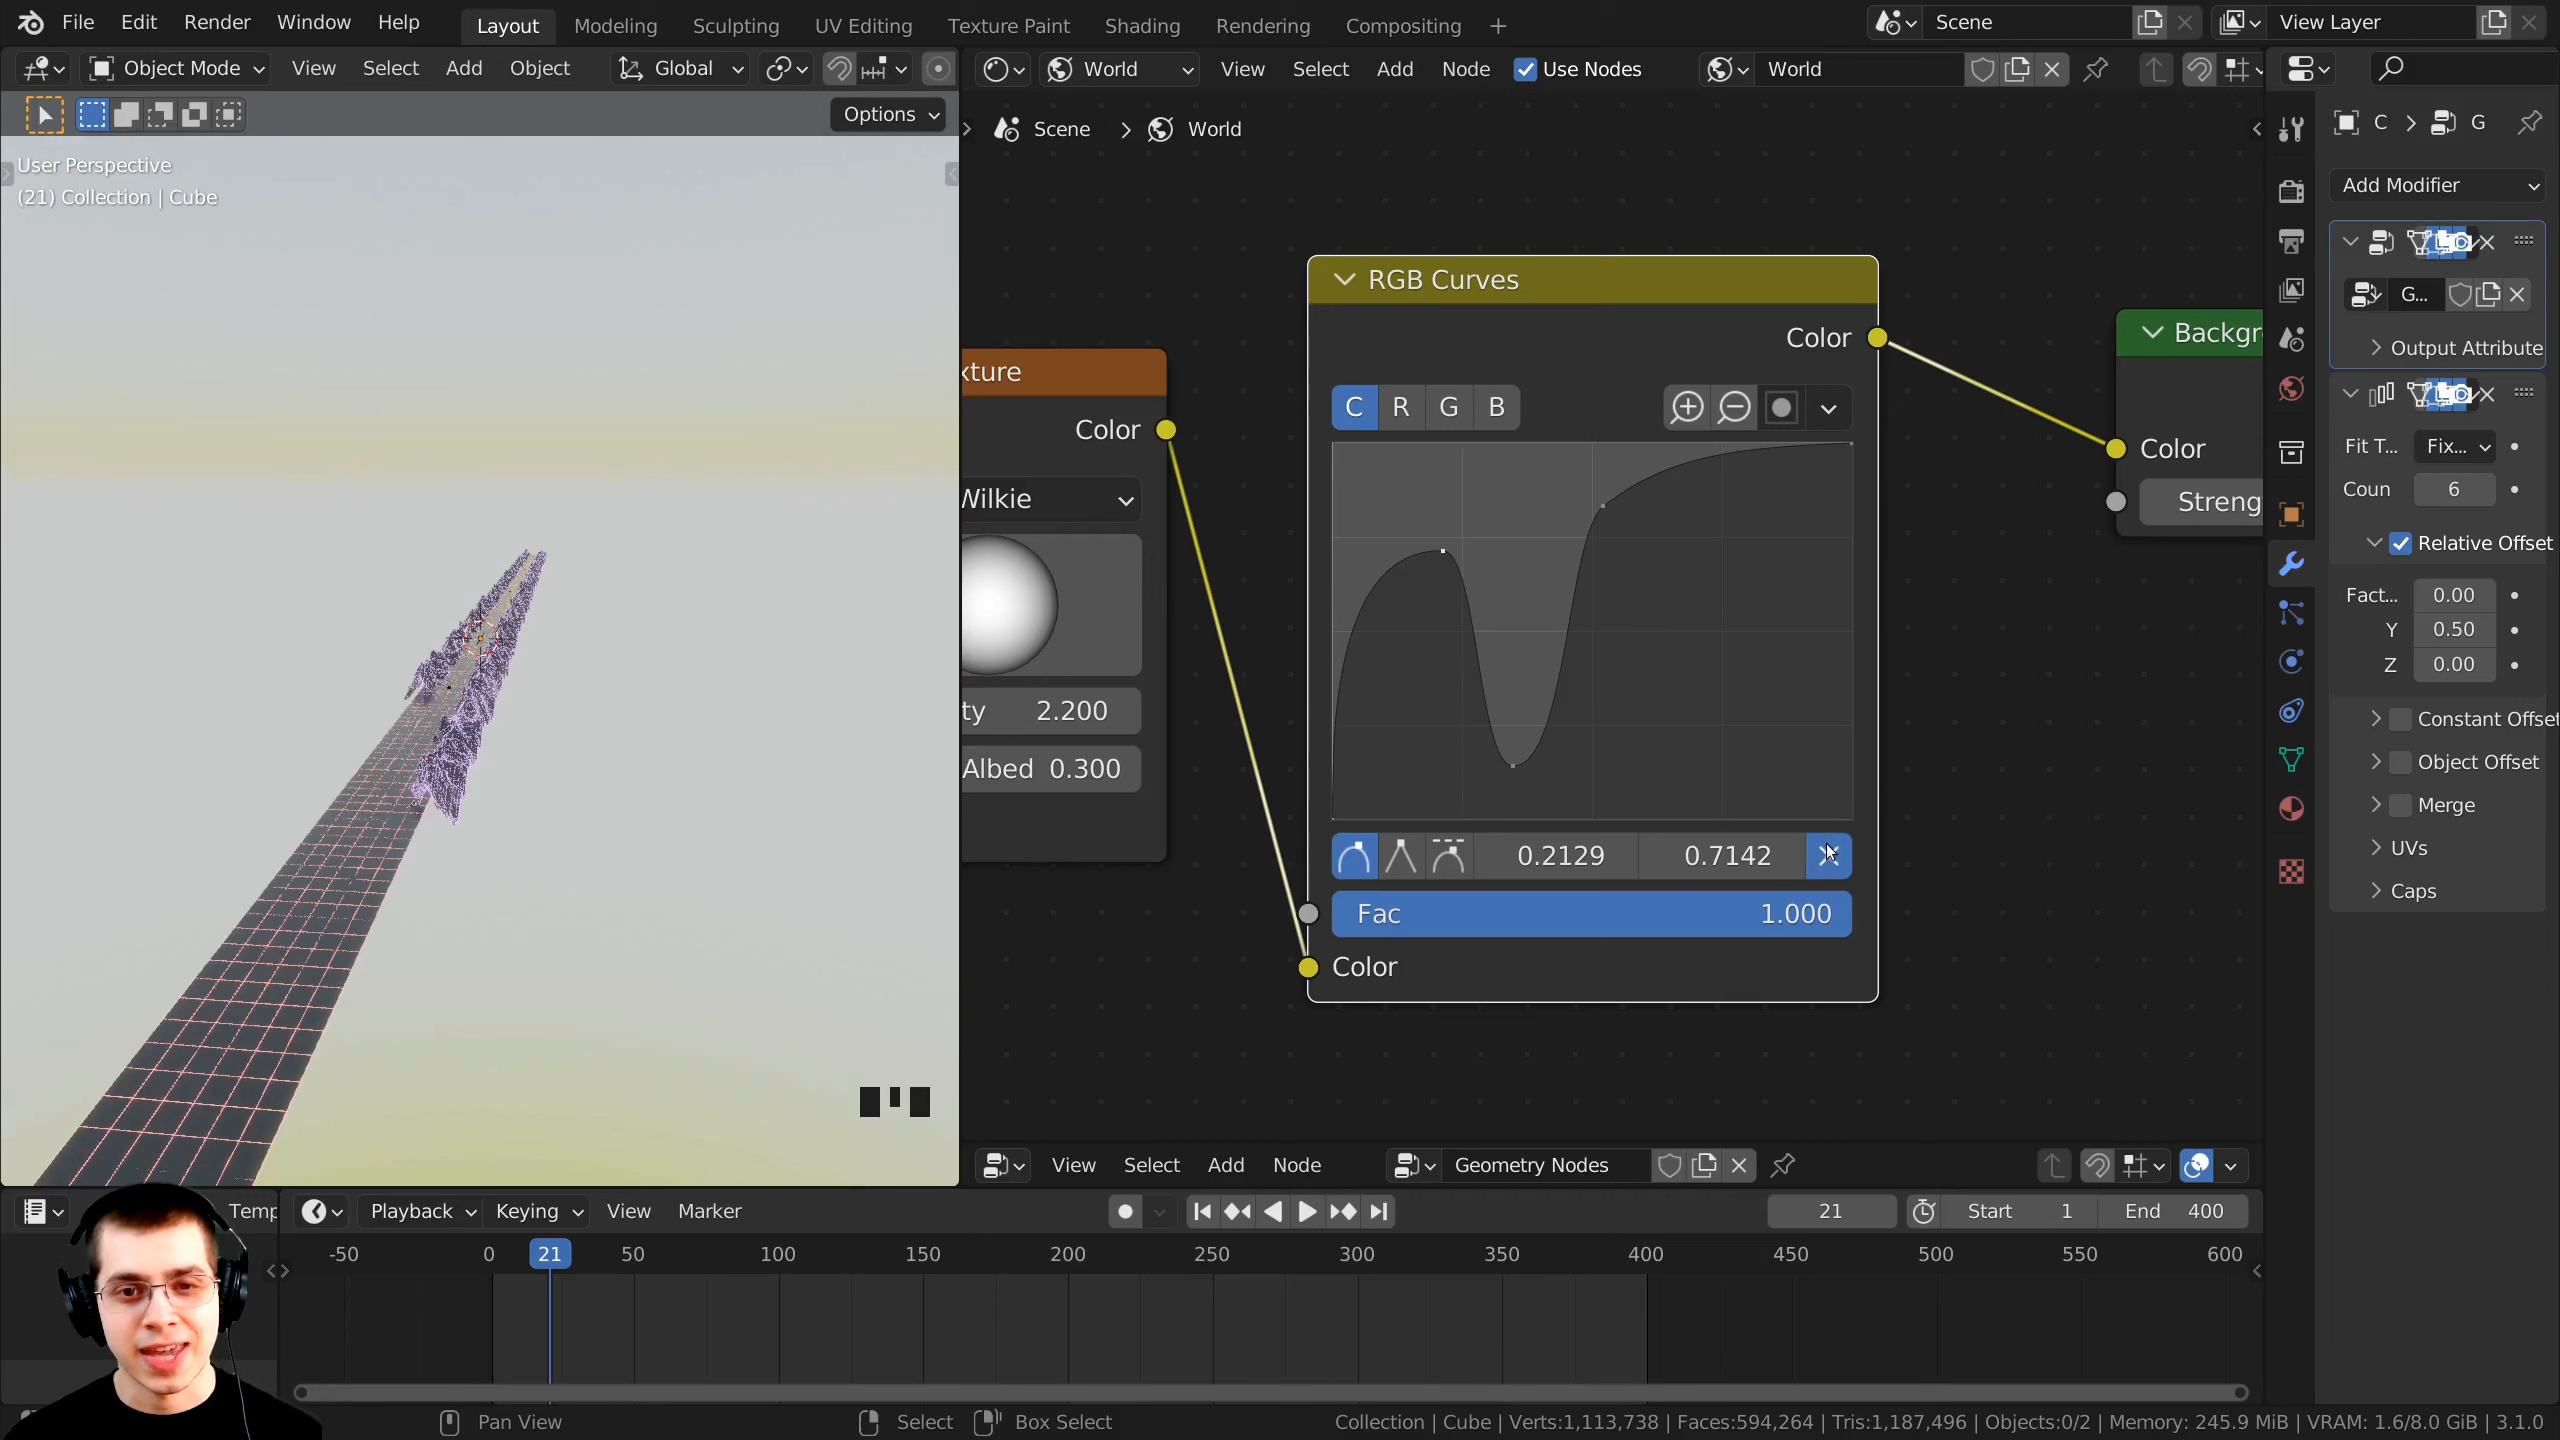 File Edit Render Window Help Layout Modeling Sculpting UV Editing Texture Paint Shading Rendering Compositing + Scene View Layer
Object Mode View Select Add Object Global World View Select Add Node Use Nodes World
Options
User Perspective
(21) Collection | Cube
Scene > World
C > G
Add Modifier
G...
Output Attribute
RGB Curves
Color
C R G B
0.2129 0.7142
Fac 1.000
Color
xture
Color
Wilkie
ty 2.200
Albed 0.300
Backgr
Color
Streng
Fit T... Fix...
Coun 6
Relative Offset
Fact... 0.00
Y 0.50
Z 0.00
Constant Offset
Object Offset
Merge
UVs
Caps
View Select Add Node Geometry Nodes
Temp Playback Keying View Marker 21 Start 1 End 400
-50 0 21 50 100 150 200 250 300 350 400 450 500 550 600
Pan View Select Box Select Collection | Cube | Verts:1,113,738 | Faces:594,264 | Tris:1,187,496 | Objects:0/2 | Memory: 245.9 MiB | VRAM: 1.6/8.0 GiB | 3.1.0